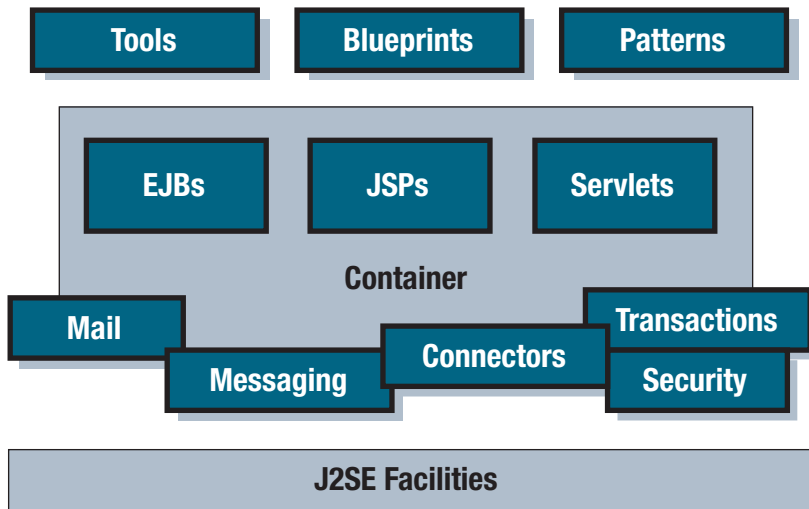 Tools
Blueprints
Patterns
EJBs
JSPs
Servlets
Container
Mail
Transactions
Connectors
Messaging
Security
J2SE Facilities